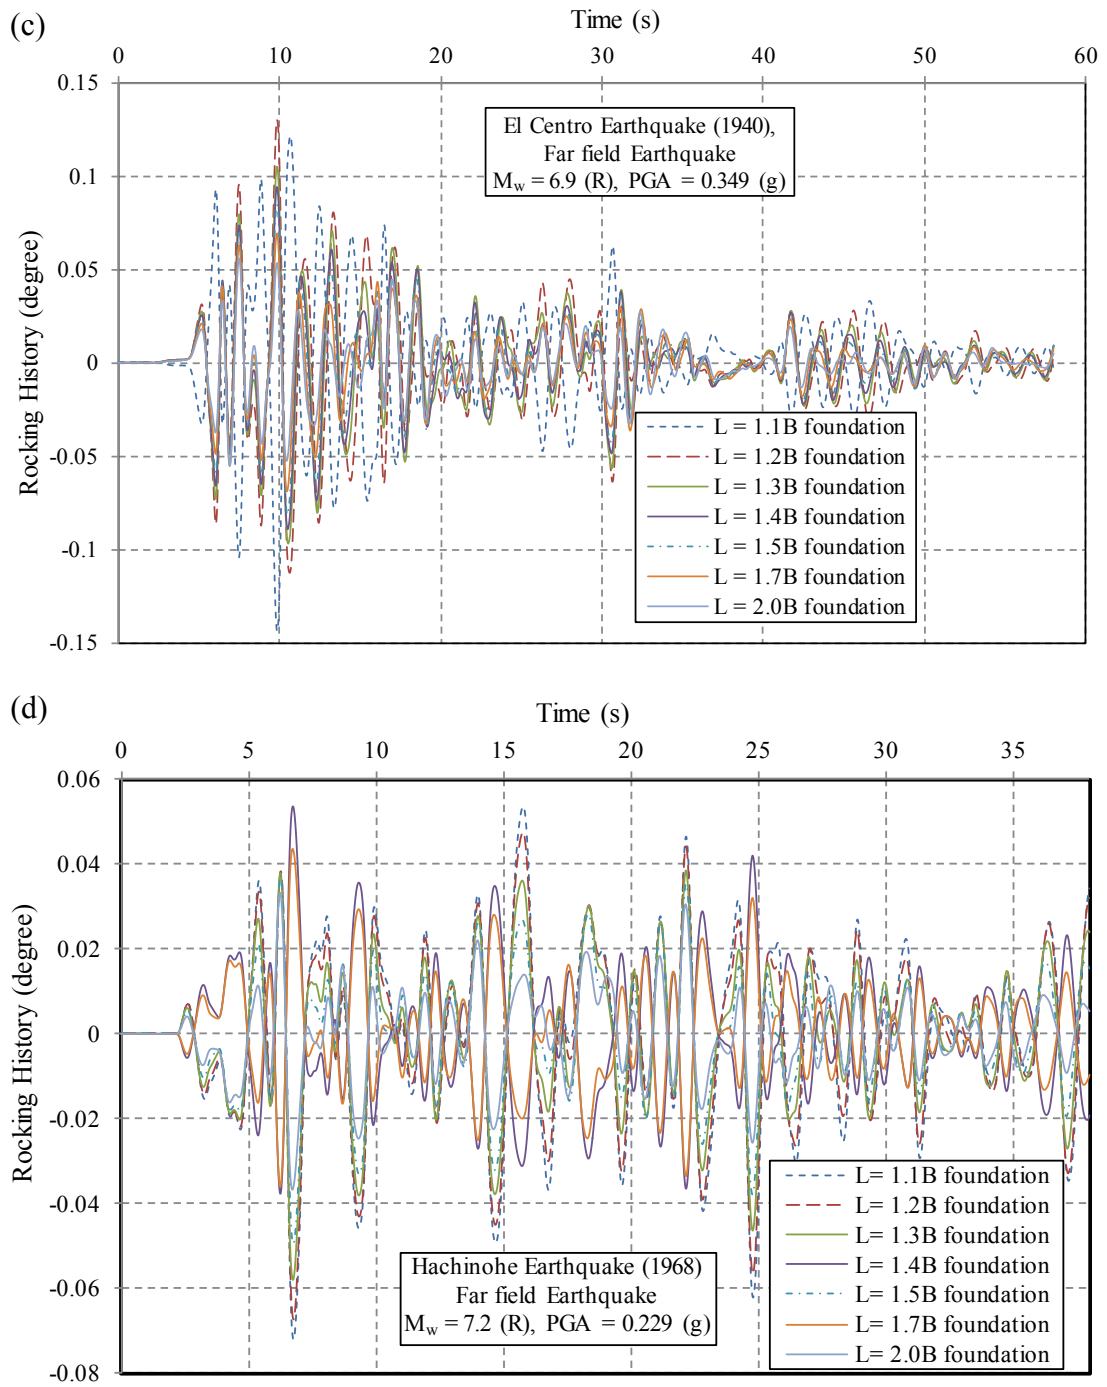 (c)
Time (s)
0 10 20 30 40 50 60
0.15
0.1
0.05
0
-0.05
-0.1
-0.15
Rocking History (degree)
El Centro Earthquake (1940),
Far field Earthquake
Mw = 6.9 (R), PGA = 0.349 (g)
L = 1.1B foundation
L = 1.2B foundation
L = 1.3B foundation
L = 1.4B foundation
L = 1.5B foundation
L = 1.7B foundation
L = 2.0B foundation
(d)
Time (s)
0 5 10 15 20 25 30 35
0.06
0.04
0.02
0
-0.02
-0.04
-0.06
-0.08
Rocking History (degree)
Hachinohe Earthquake (1968)
Far field Earthquake
Mw = 7.2 (R), PGA = 0.229 (g)
L= 1.1B foundation
L= 1.2B foundation
L= 1.3B foundation
L= 1.4B foundation
L= 1.5B foundation
L= 1.7B foundation
L= 2.0B foundation